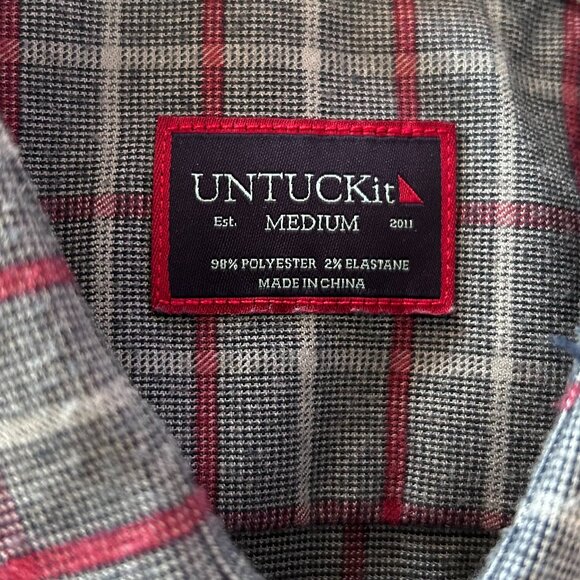 UNTUCKit
Est. MEDIUM 2011
98% POLYESTER 2% ELASTANE
MADE IN CHINA